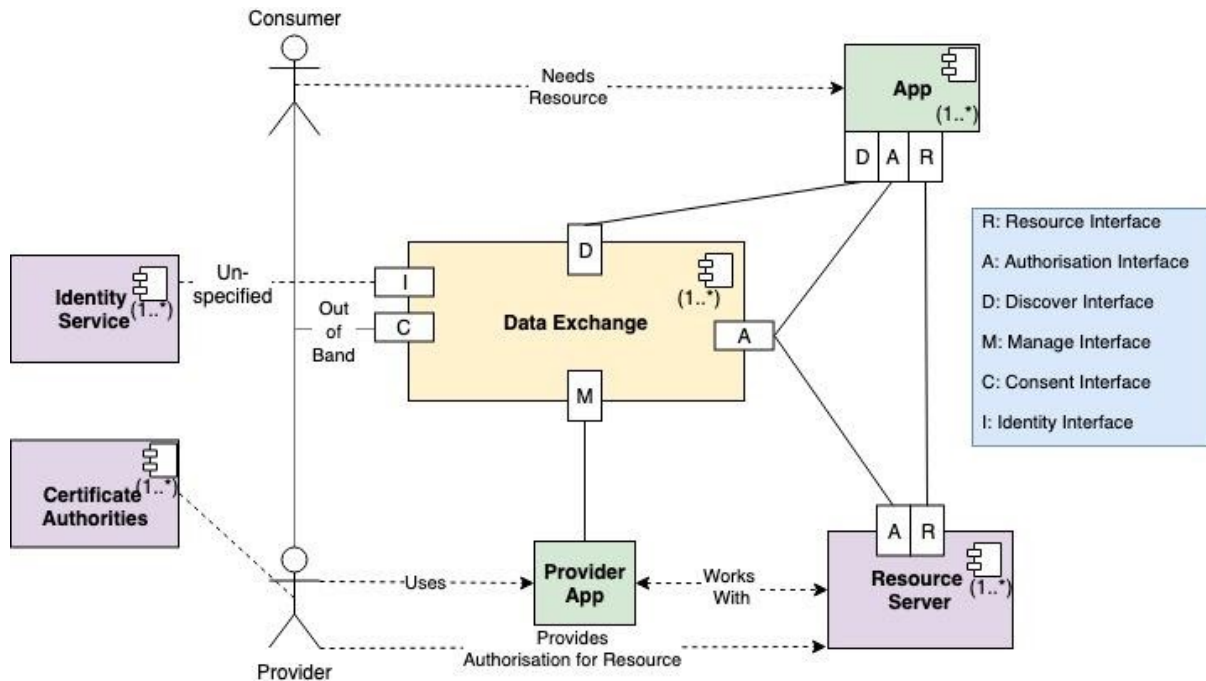 Consumer
Needs
Resource
App
(1..*)
D A R
R: Resource Interface
A: Authorisation Interface
D: Discover Interface
M: Manage Interface
C: Consent Interface
I: Identity Interface
Identity
Service
(1..*)
Un-
specified
Out
of
Band
D
I
C
Data Exchange
(1..*)
A
M
Certificate
Authorities
(1..*)
Provider
Uses
Provider
App
Works
With
A R
Resource
Server
(1..*)
Provides
Authorisation for Resource